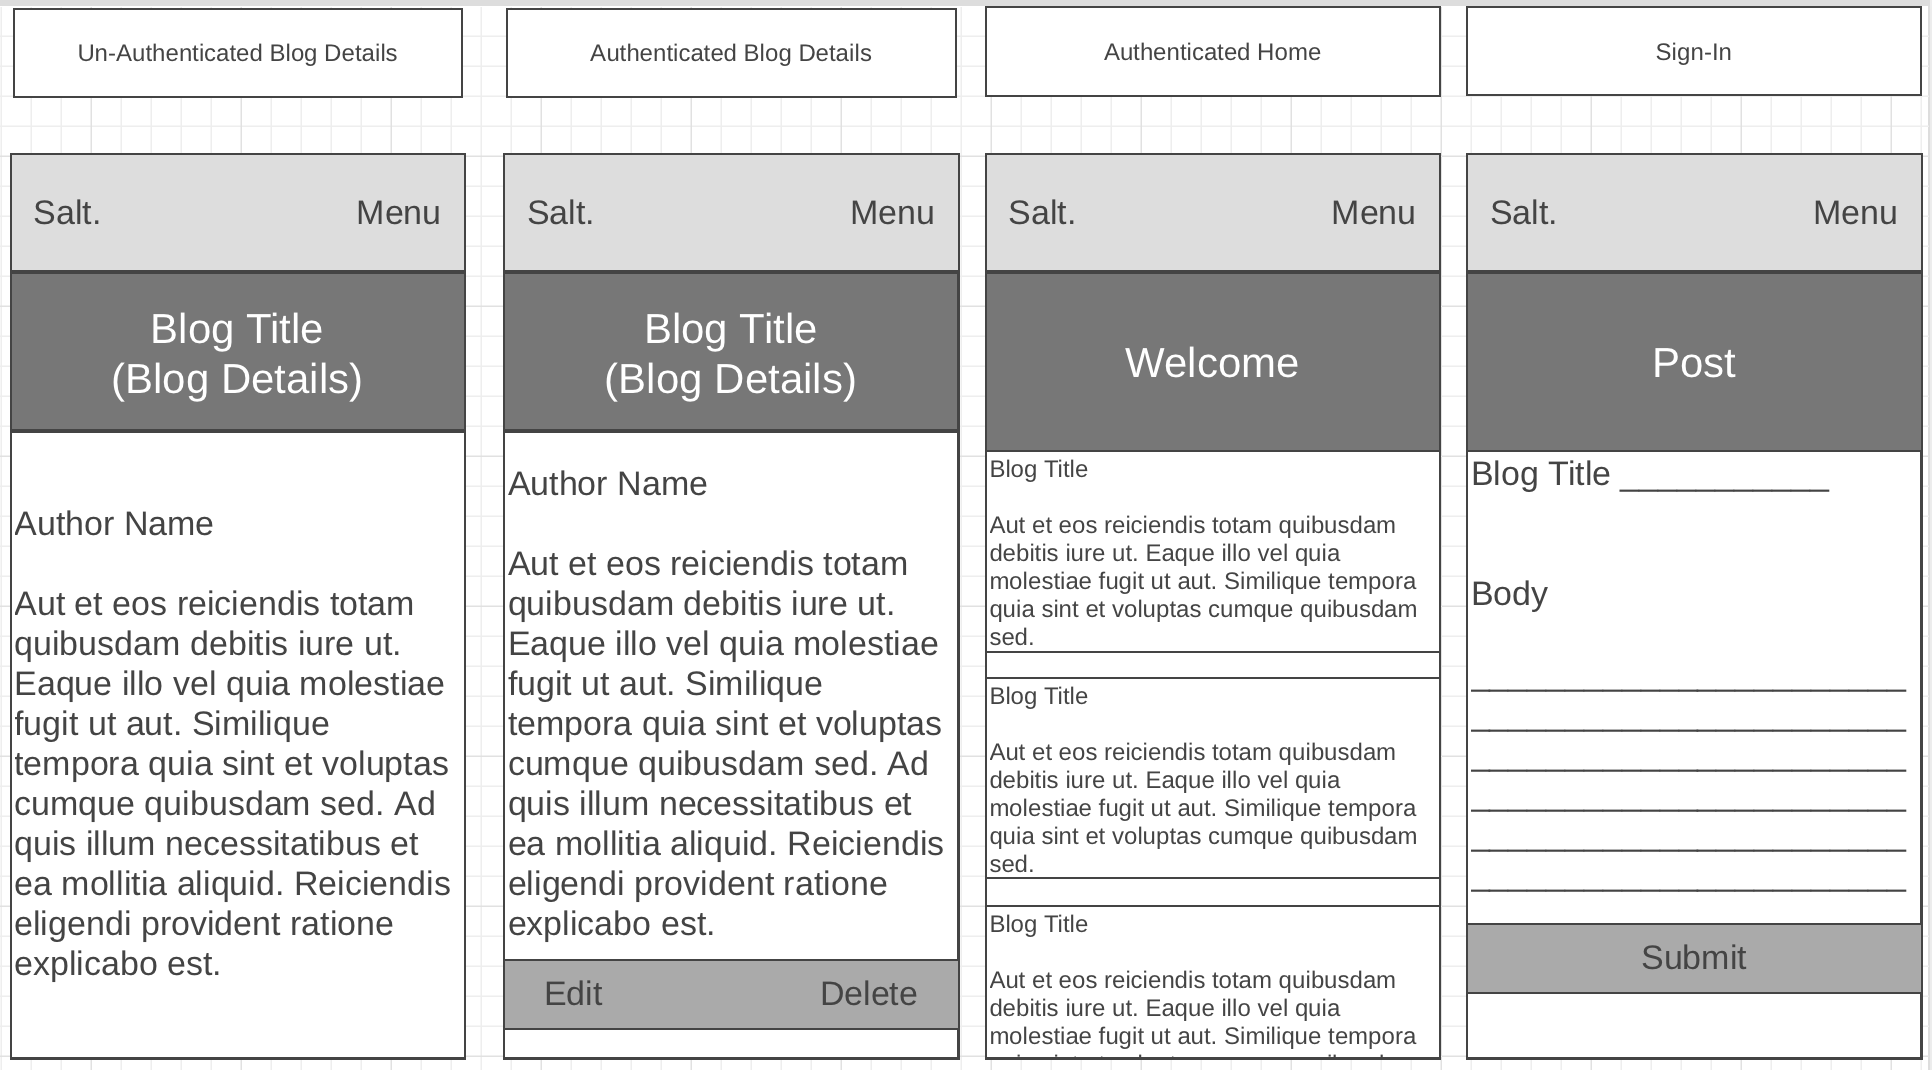 Un-Authenticated Blog Details
Authenticated Blog Details
Authenticated Home
Sign-In
Salt. Menu
Blog Title
(Blog Details)
Author Name
Aut et eos reiciendis totam
quibusdam debitis iure ut.
Eaque illo vel quia molestiae
fugit ut aut. Similique
tempora quia sint et voluptas
cumque quibusdam sed. Ad
quis illum necessitatibus et
ea mollitia aliquid. Reiciendis
eligendi provident ratione
explicabo est.
Salt. Menu
Blog Title
(Blog Details)
Author Name
Aut et eos reiciendis totam
quibusdam debitis iure ut.
Eaque illo vel quia molestiae
fugit ut aut. Similique
tempora quia sint et voluptas
cumque quibusdam sed. Ad
quis illum necessitatibus et
ea mollitia aliquid. Reiciendis
eligendi provident ratione
explicabo est.
Edit Delete
Salt. Menu
Welcome
Blog Title
Aut et eos reiciendis totam quibusdam
debitis iure ut. Eaque illo vel quia
molestiae fugit ut aut. Similique tempora
quia sint et voluptas cumque quibusdam
sed.
Blog Title
Aut et eos reiciendis totam quibusdam
debitis iure ut. Eaque illo vel quia
molestiae fugit ut aut. Similique tempora
quia sint et voluptas cumque quibusdam
sed.
Blog Title
Aut et eos reiciendis totam quibusdam
debitis iure ut. Eaque illo vel quia
molestiae fugit ut aut. Similique tempora
Salt. Menu
Post
Blog Title ___________
Body
Submit